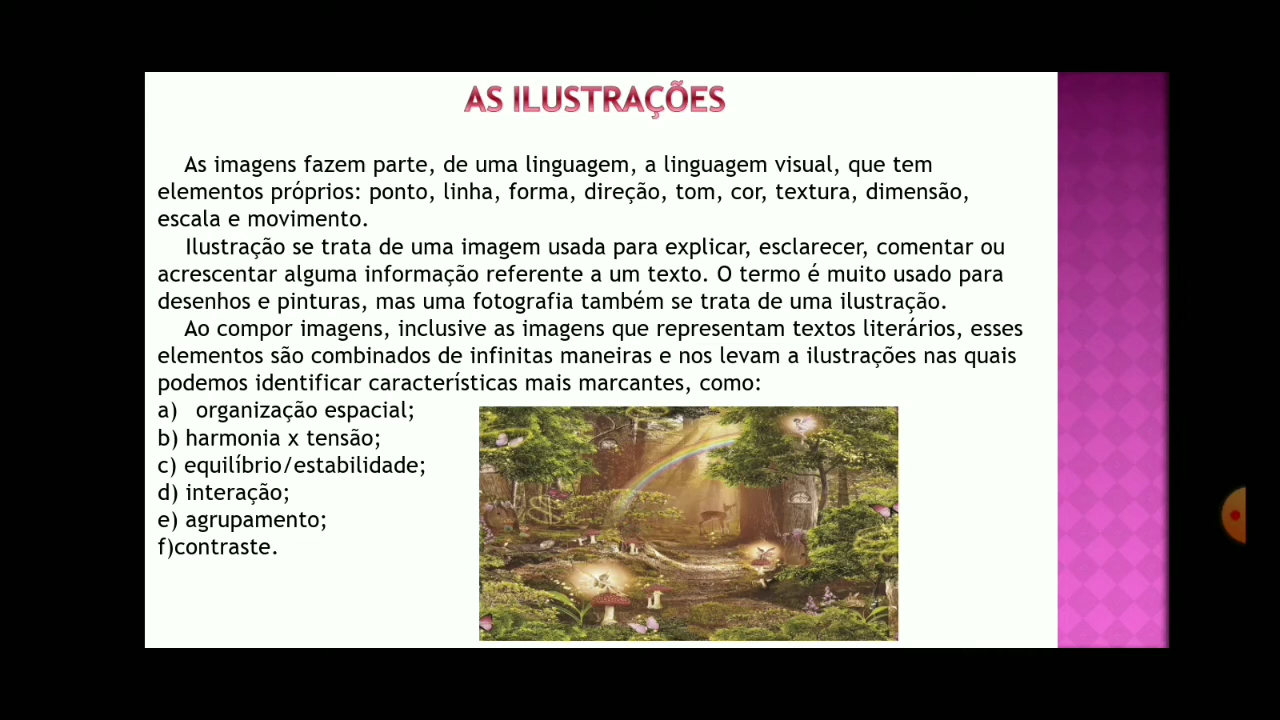 AS ILUSTRAÇÕES
As imagens fazem parte, de uma linguagem, a linguagem visual, que tem
elementos próprios: ponto, linha, forma, direção, tom, cor, textura, dimensão,
escala e movimento.
Ilustração se trata de uma imagem usada para explicar, esclarecer, comentar ou
acrescentar alguma informação referente a um texto. O termo é muito usado para
desenhos e pinturas, mas uma fotografia também se trata de uma ilustração.
Ao compor imagens, inclusive as imagens que representam textos literários, esses
elementos são combinados de infinitas maneiras e nos levam a ilustrações nas quais
podemos identificar características mais marcantes, como:
a) organização espacial;
b) harmonia x tensão;
c) equilíbrio/estabilidade;
d) interação;
e) agrupamento;
f)contraste.